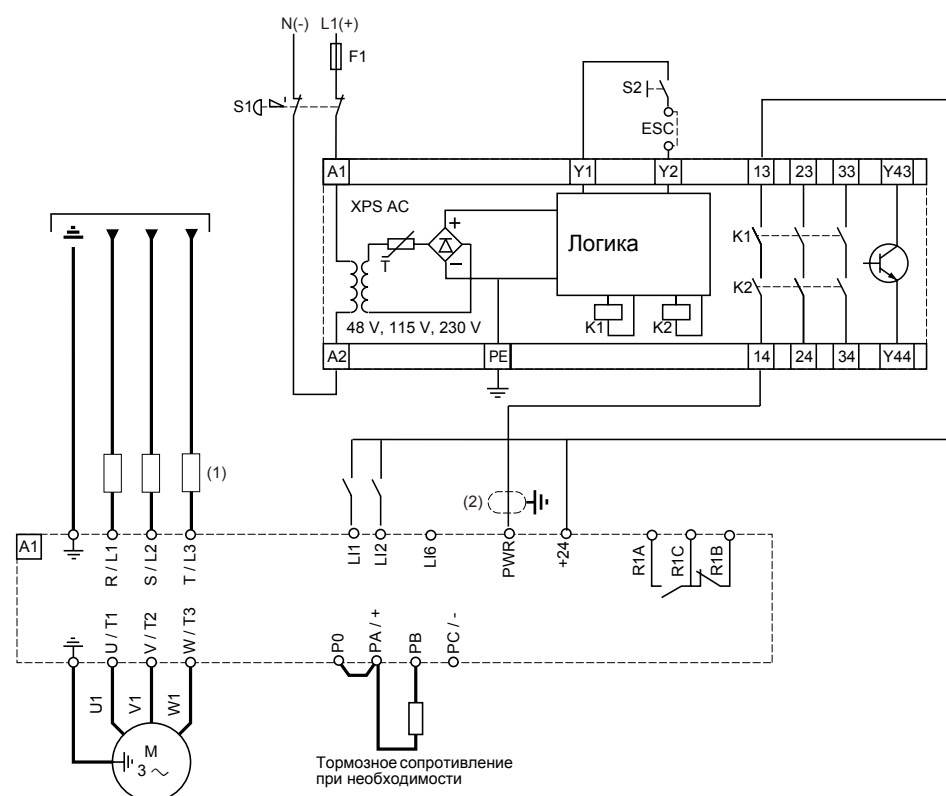 N(-) L1(+)
F1
S1
S2
ESC
A1 Y1 Y2 13 23 33 Y43
XPS AC
+
−
T
Логика
K1
K2
K1 K2
48 V, 115 V, 230 V
A2 PE 14 24 34 Y44
(1)
(2)
A1
R / L1
S / L2
T / L3
LI1
LI2
LI6
PWR
+24
R1A
R1C
R1B
U / T1
V / T2
W / T3
P0
PA / +
PB
PC / -
U1
V1
W1
M
3 ~
Тормозное сопротивление
при необходимости